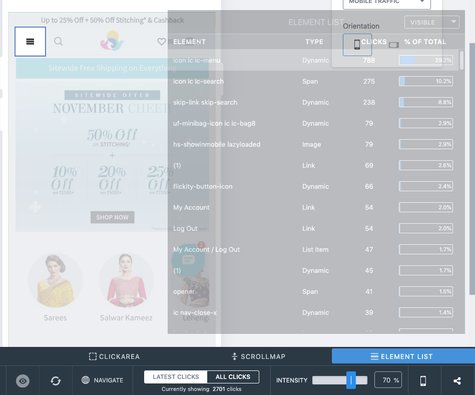 MOBILE TRAFFIC
Up to 25% Off + 50% Off Stitching* & Cashback
ELEMENT LIST
VISIBLE
Orientation
ELEMENT TYPE CLICKS % OF TOTAL
Sitewide Free Shipping on Everything
icon ic ic-menu Dynamic 788 29.2%
icon ic ic-search Span 275 10.2%
skip-link skip-search Dynamic 238 8.8%
uf-minibag-icon ic ic-bag8 Dynamic 79 2.9%
hs-showinmobile lazyloaded Image 79 2.9%
(1) Link 69 2.6%
flickity-button-icon Dynamic 66 2.4%
My Account Link 54 2.0%
Log Out Link 54 2.0%
My Account / Log Out List Item 47 1.7%
(1) Dynamic 45 1.7%
opener Span 41 1.5%
ic nav-close-x Dynamic 39 1.4%
SITEWIDE OFFER
NOVEMBER CHEER
50% Off
ON STITCHING*
+
10% Off
20% Off
25% Off
SHOP NOW
Sarees
Salwar Kameez
CLICKAREA
SCROLLMAP
ELEMENT LIST
NAVIGATE
LATEST CLICKS
ALL CLICKS
Currently showing 2701 clicks
INTENSITY
70 %